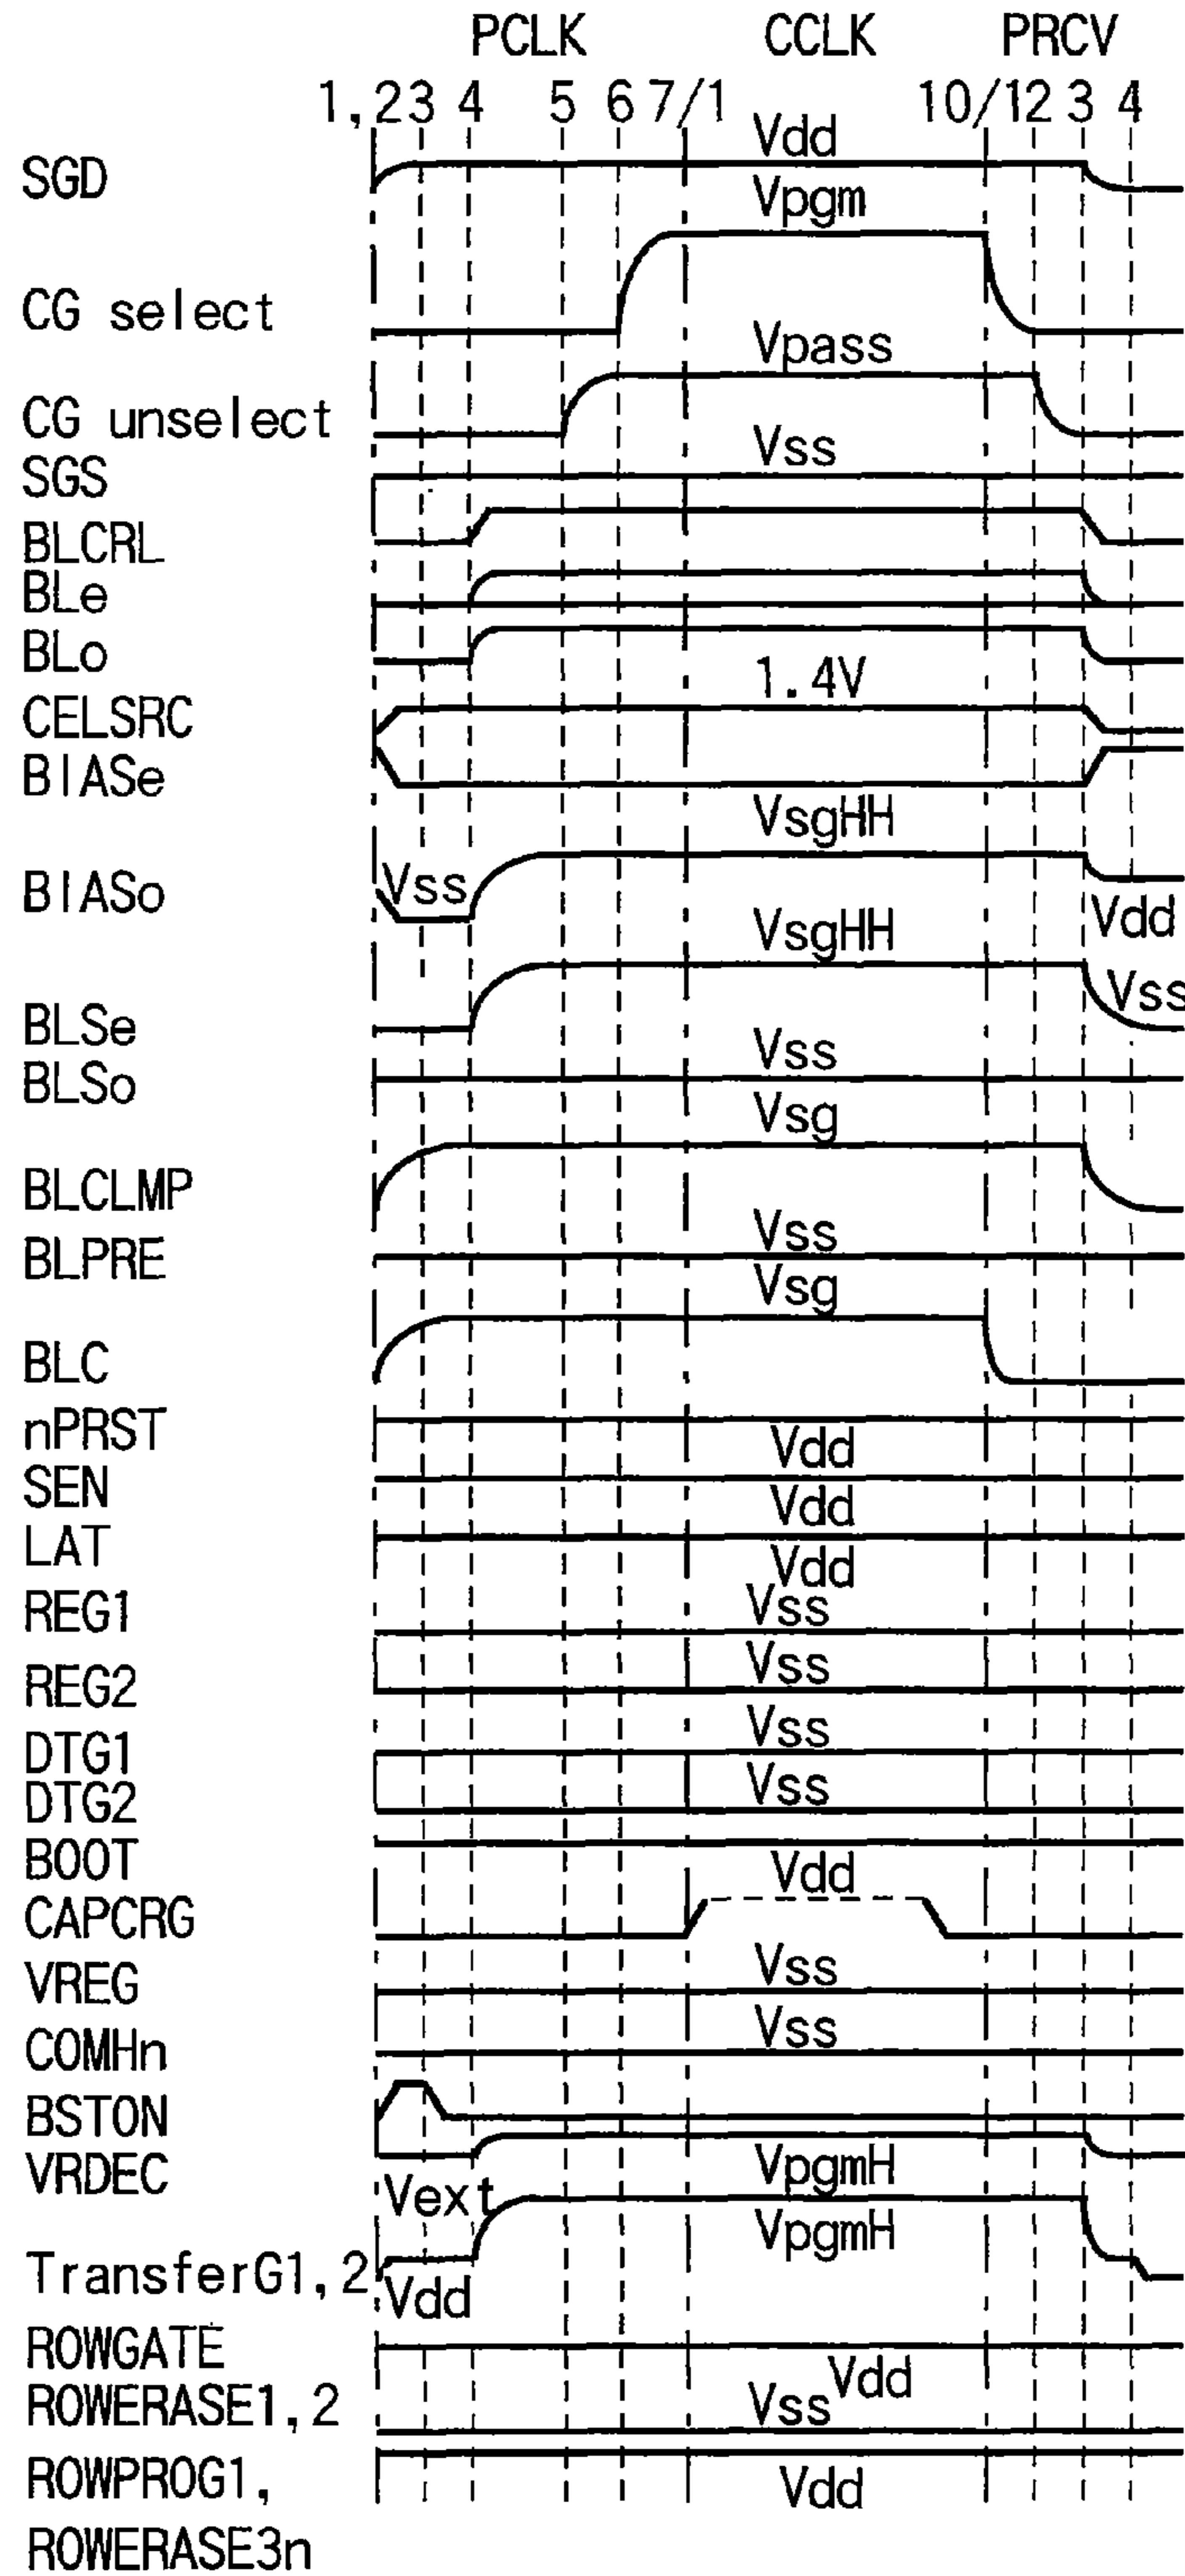 PCLK CCLK PRCV
1,2 3 4 5 6 7/1 10/1 2 3 4
SGD Vdd
Vpgm
CG select
Vpass
CG unselect
Vss
SGS
BLCRL
BLe
BLo
1.4V
CELSRC
BIASe
VsgHH
BIASo Vss
Vdd
VsgHH
Vss
BLSe
Vss
BLSo
Vsg
BLCLMP
Vss
BLPRE
Vsg
BLC
nPRST
Vdd
SEN
Vdd
LAT
Vdd
REG1 Vss
REG2 Vss
Vss
DTG1
DTG2 Vss
BOOT
Vdd
CAPCRG
VREG Vss
COMHn Vss
BSTON
VRDEC VpgmH
Vext
VpgmH
TransferG1,2
Vdd
ROWGATE
Vdd
ROWERASE1,2 Vss
ROWPROG1,
Vdd
ROWERASE3n